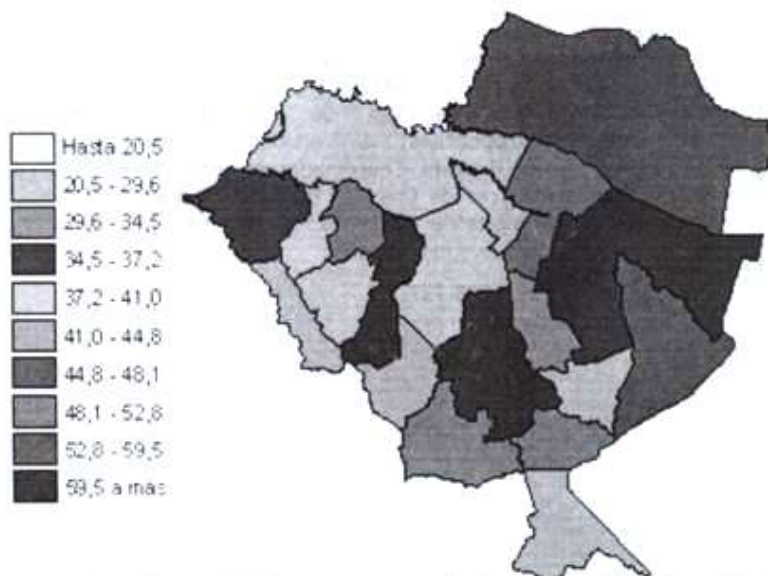 Hasta 20,5
20,5 - 29,6
29,6 - 34,5
34,5 - 37,2
37,2 - 41,0
41,0 - 44,8
44,8 - 48,1
48,1 - 52,8
52,8 - 59,5
59,5 a mas